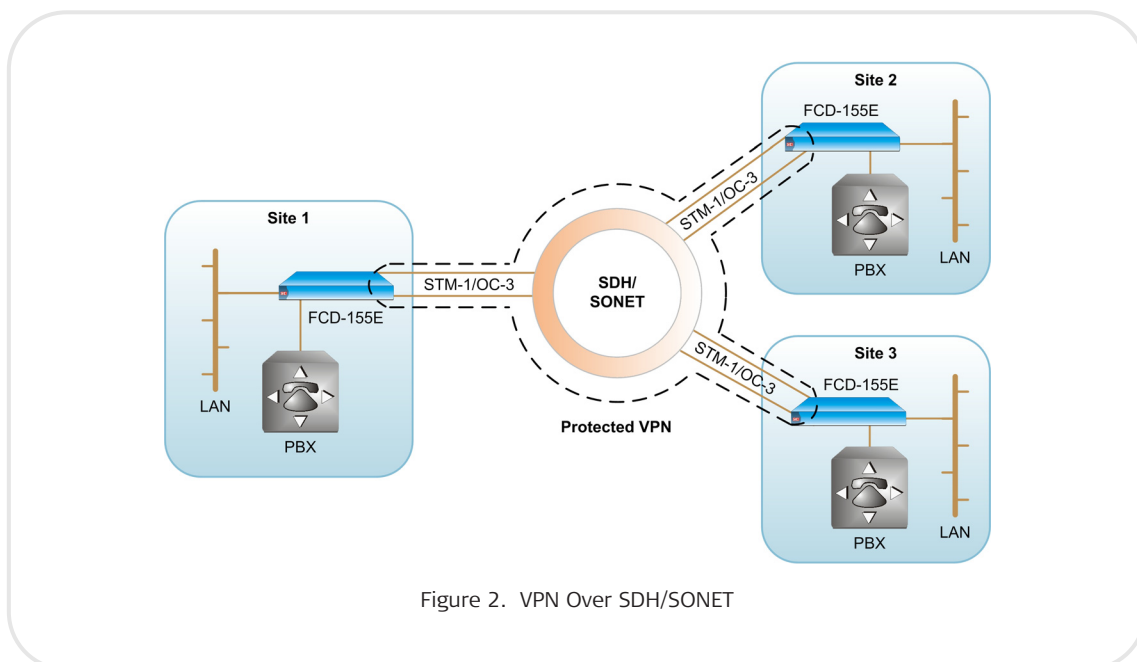 Site 1
LAN
FCD-155E
PBX
STM-1/OC-3
SDH/
SONET
Protected VPN
STM-1/OC-3
Site 2
FCD-155E
PBX
LAN
STM-1/OC-3
Site 3
FCD-155E
PBX
LAN
Figure 2. VPN Over SDH/SONET